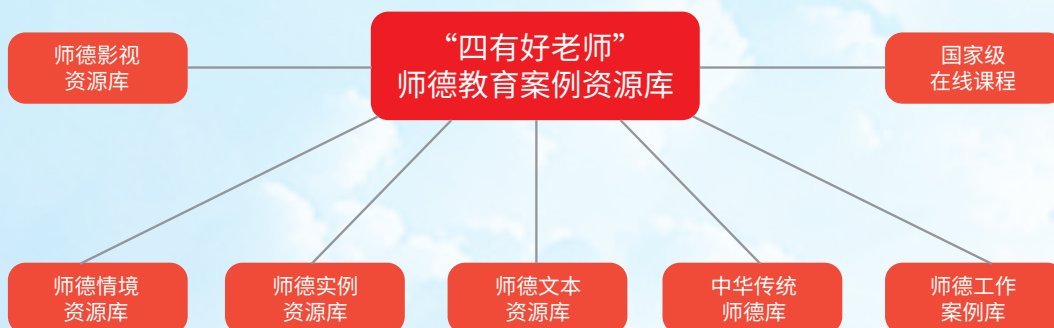 “四有好老师”
师德教育案例资源库
师德影视
资源库
国家级
在线课程
师德情境
资源库
师德实例
资源库
师德文本
资源库
中华传统
师德库
师德工作
案例库